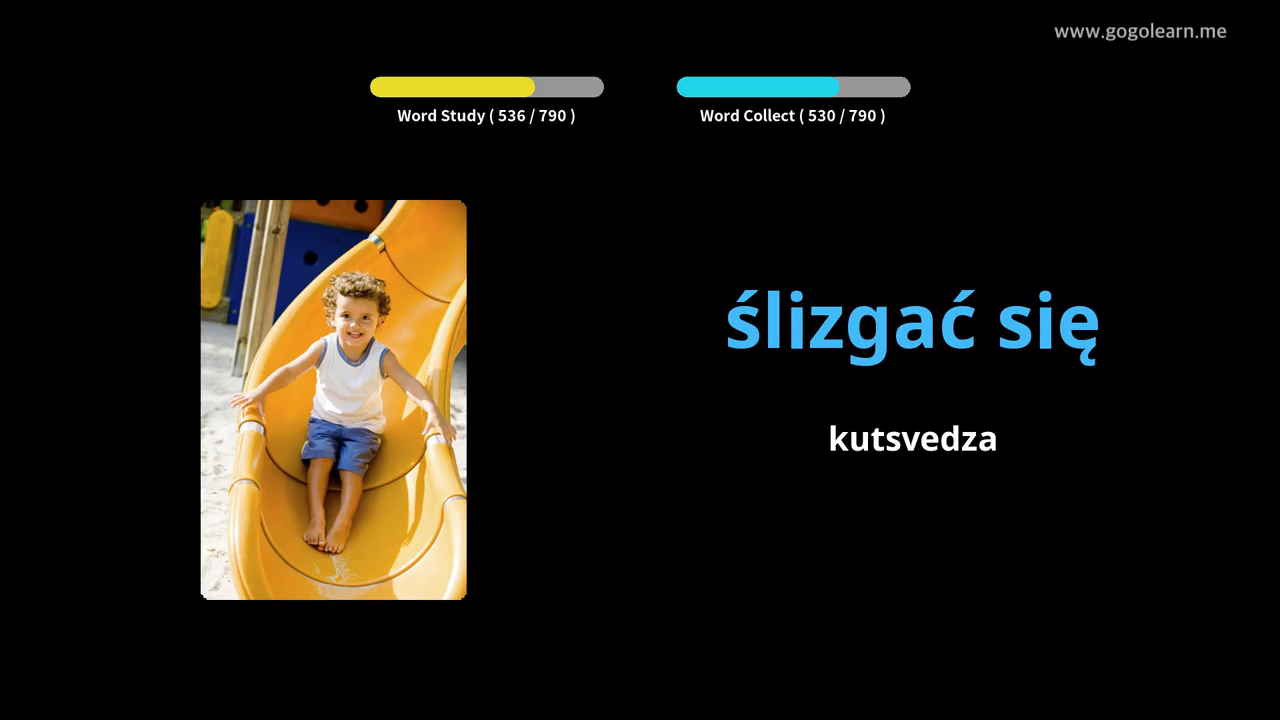 www.gogolearn.me
Word Study ( 536 / 790 )
Word Collect ( 530 / 790 )
ślizgać się
kutsvedza